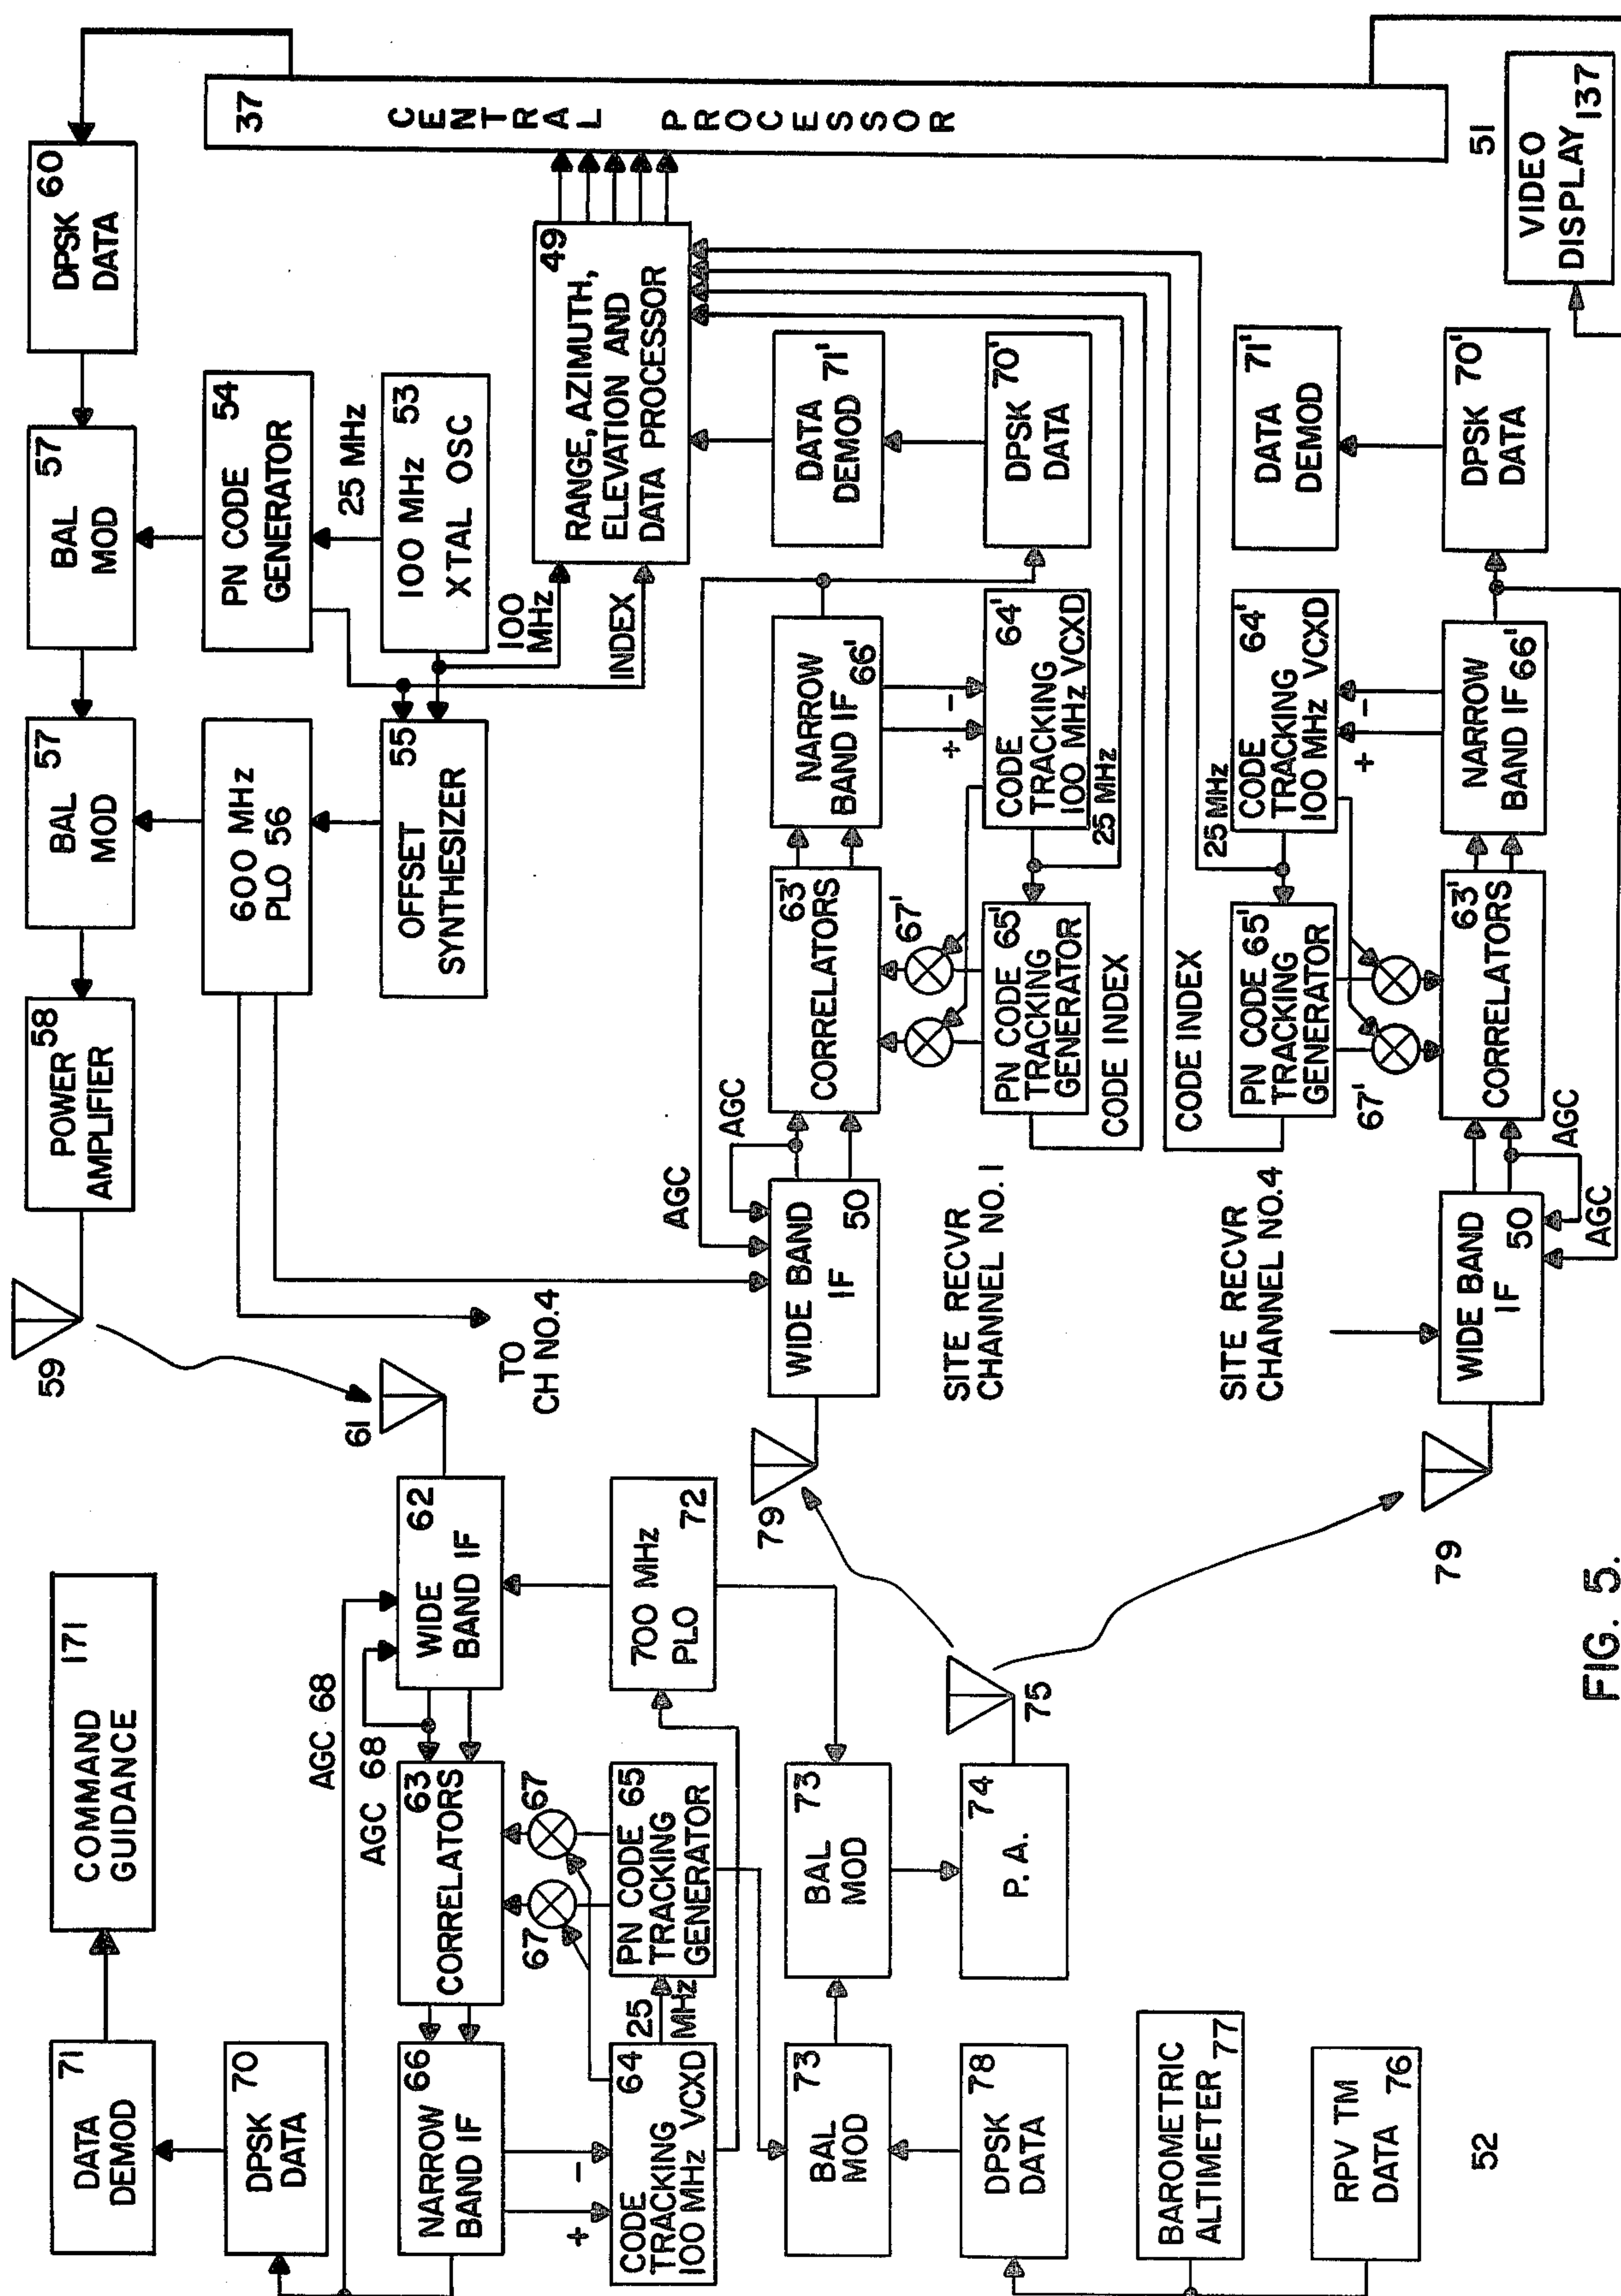 71
DATA
DEMOD
171
COMMAND
GUIDANCE
70
DPSK
DATA
AGC 68
AGC 68
66
NARROW
BAND IF
63
CORRELATORS
62
WIDE
BAND IF
61
59
67
67
+
-
64
CODE
TRACKING
100 MHz VCXD
25
MHz
PN CODE 65
TRACKING
GENERATOR
700 MHz
PLO
72
73
BAL
MOD
73
BAL
MOD
78
DPSK
DATA
74
P. A.
75
BAROMETRIC
ALTIMETER 77
RPV TM
DATA 76
52
58
POWER
AMPLIFIER
57
BAL
MOD
57
BAL
MOD
60
DPSK
DATA
600 MHz
PLO 56
54
PN CODE
GENERATOR
25 MHz
55
OFFSET
SYNTHESIZER
100 MHz 53
XTAL OSC
100
MHz
INDEX
TO
CH NO.4
37
CENTRAL PROCESSOR
49
RANGE, AZIMUTH,
ELEVATION AND
DATA PROCESSOR
AGC
AGC
79
WIDE BAND
IF 50
63'
CORRELATORS
NARROW
BAND IF 66'
DATA
DEMOD 71'
67'
+
-
PN CODE 65'
TRACKING
GENERATOR
64'
CODE
TRACKING
100 MHz VCXD
25 MHz
DPSK
DATA 70'
SITE RECVR
CHANNEL NO. 1
CODE INDEX
CODE INDEX
SITE RECVR
CHANNEL NO.4
25 MHz
PN CODE 65'
TRACKING
GENERATOR
64'
CODE
TRACKING
100 MHz VCXD
DATA
DEMOD 71'
67'
+
-
79
WIDE BAND
IF 50
63'
CORRELATORS
NARROW
BAND IF 66'
DPSK
DATA 70'
AGC
AGC
51
VIDEO
DISPLAY 137
FIG. 5.